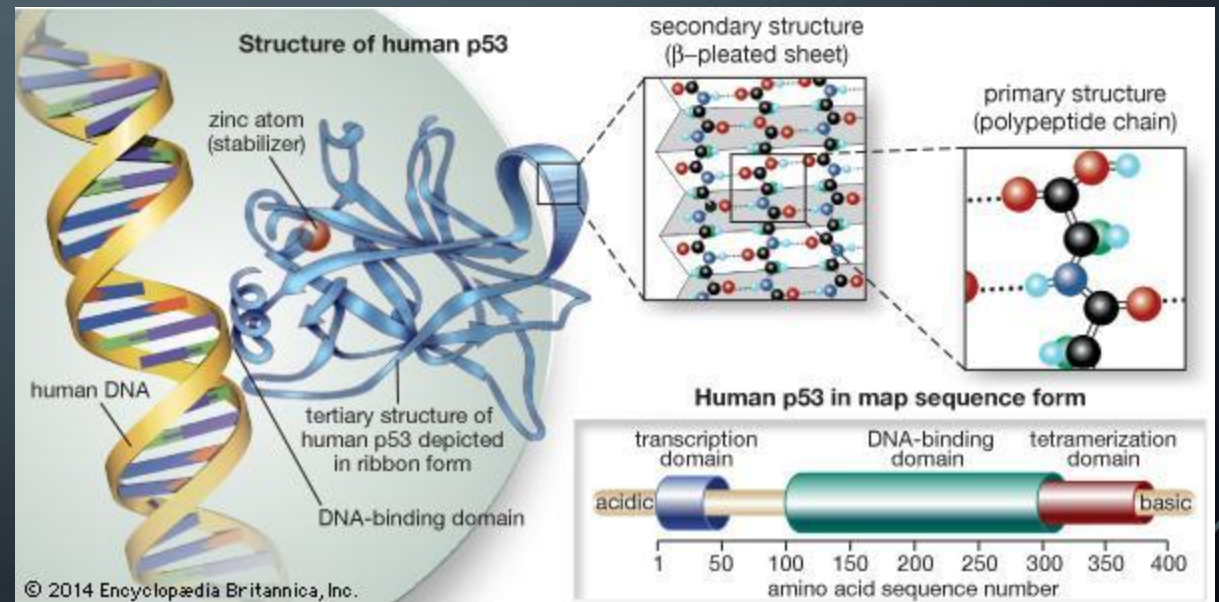 Structure of human p53
zinc atom
(stabilizer)
human DNA
tertiary structure of
human p53 depicted
in ribbon form
DNA-binding domain
secondary structure
(β–pleated sheet)
primary structure
(polypeptide chain)
Human p53 in map sequence form
transcription
domain
DNA-binding
domain
tetramerization
domain
acidic
basic
1 50 100 150 200 250 300 350 400
amino acid sequence number
© 2014 Encyclopædia Britannica, Inc.